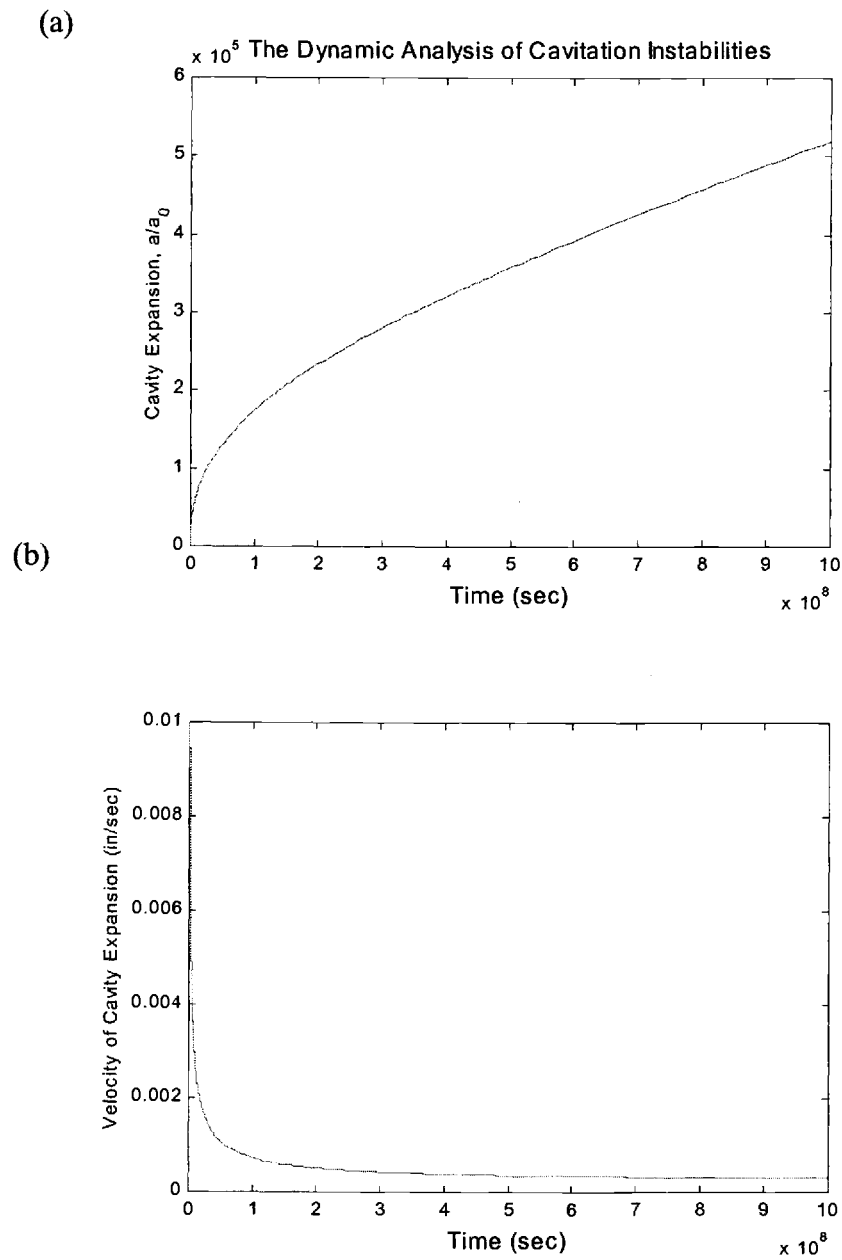 (a)
x 10^5 The Dynamic Analysis of Cavitation Instabilities
6
5
4
3
2
1
0
Cavity Expansion, a/a_0
0 1 2 3 4 5 6 7 8 9 10
Time (sec)
x 10^8
(b)
0.01
0.008
0.006
0.004
0.002
0
Velocity of Cavity Expansion (in/sec)
0 1 2 3 4 5 6 7 8 9 10
Time (sec)
x 10^8